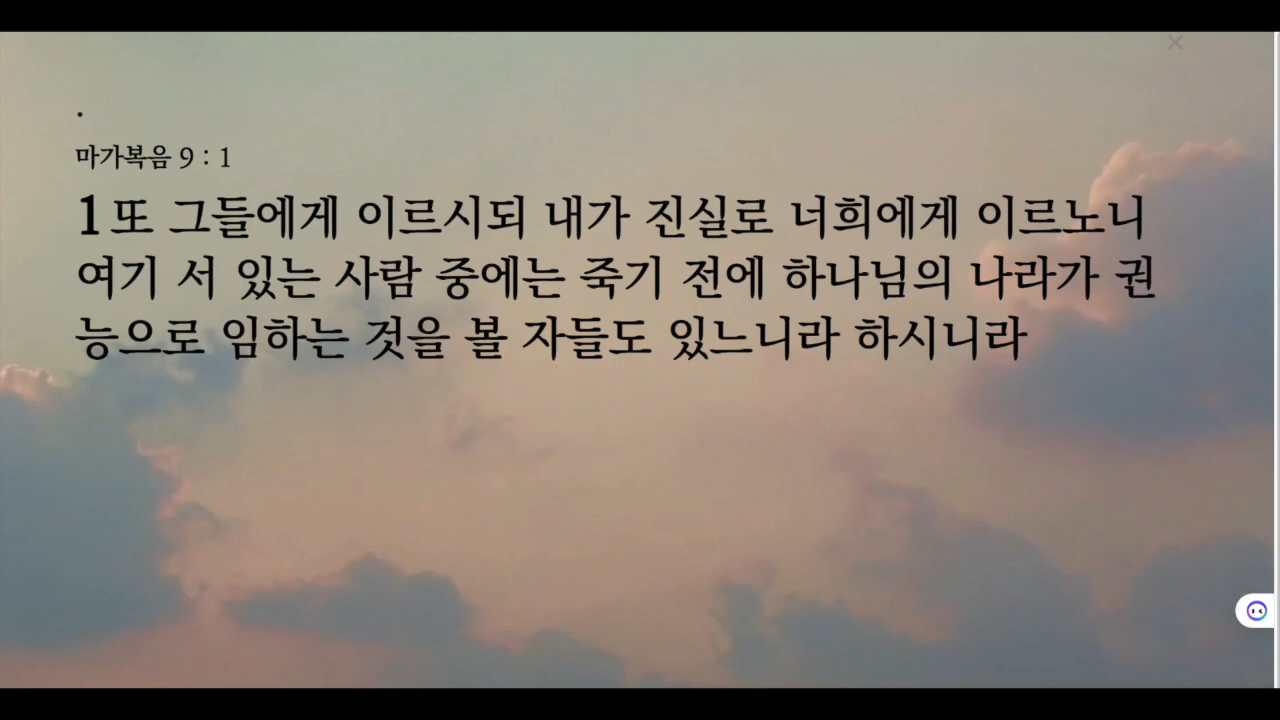 .
마가복음 9 : 1
1 또 그들에게 이르시되 내가 진실로 너희에게 이르노니
여기 서 있는 사람 중에는 죽기 전에 하나님의 나라가 권
능으로 임하는 것을 볼 자들도 있느니라 하시니라